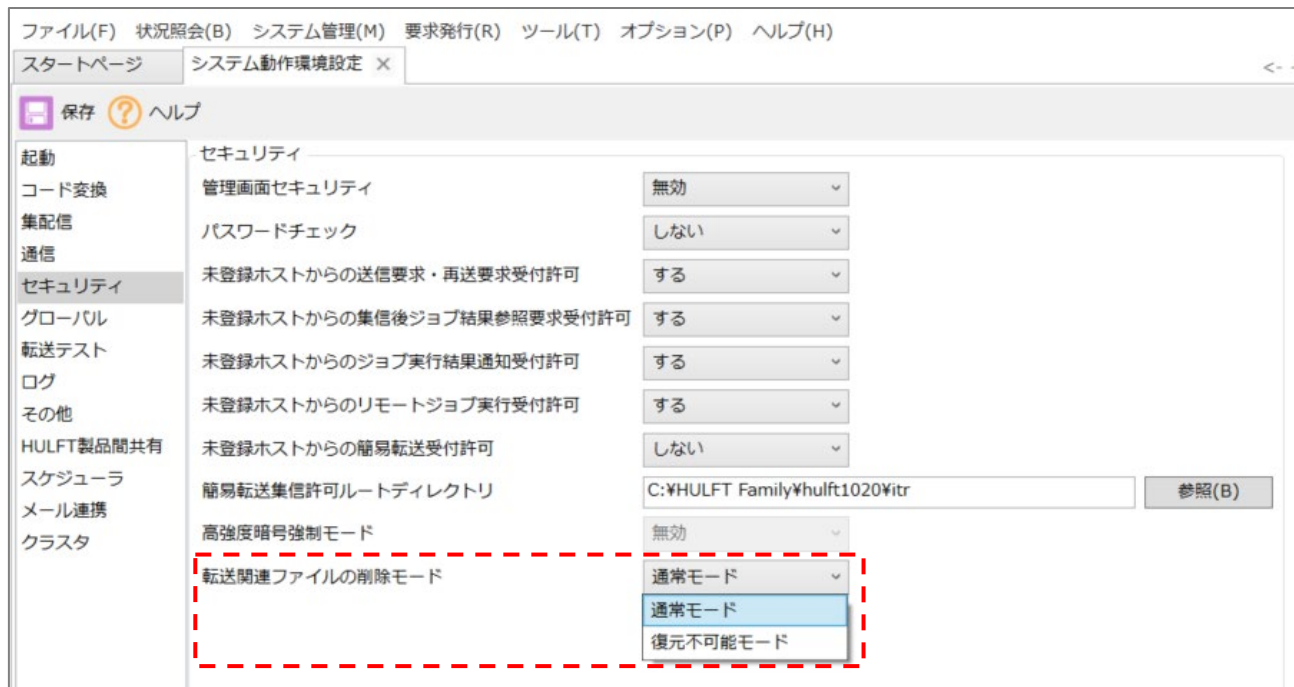 ファイル(F) 状況照会(B) システム管理(M) 要求発行(R) ツール(T) オプション(P) ヘルプ(H)
スタートページ システム動作環境設定 × <-
保存 ? ヘルプ
起動
コード変換
集配信
通信
セキュリティ
グローバル
転送テスト
ログ
その他
HULFT製品間共有
スケジューラ
メール連携
クラスタ
セキュリティ
管理画面セキュリティ 無効
パスワードチェック しない
未登録ホストからの送信要求・再送要求受付許可 する
未登録ホストからの集信後ジョブ結果参照要求受付許可 する
未登録ホストからのジョブ実行結果通知受付許可 する
未登録ホストからのリモートジョブ実行受付許可 する
未登録ホストからの簡易転送受付許可 しない
簡易転送集信許可ルートディレクトリ C:¥HULFT Family¥hulft1020¥itr 参照(B)
高強度暗号強制モード 無効
転送関連ファイルの削除モード 通常モード
通常モード
復元不可能モード